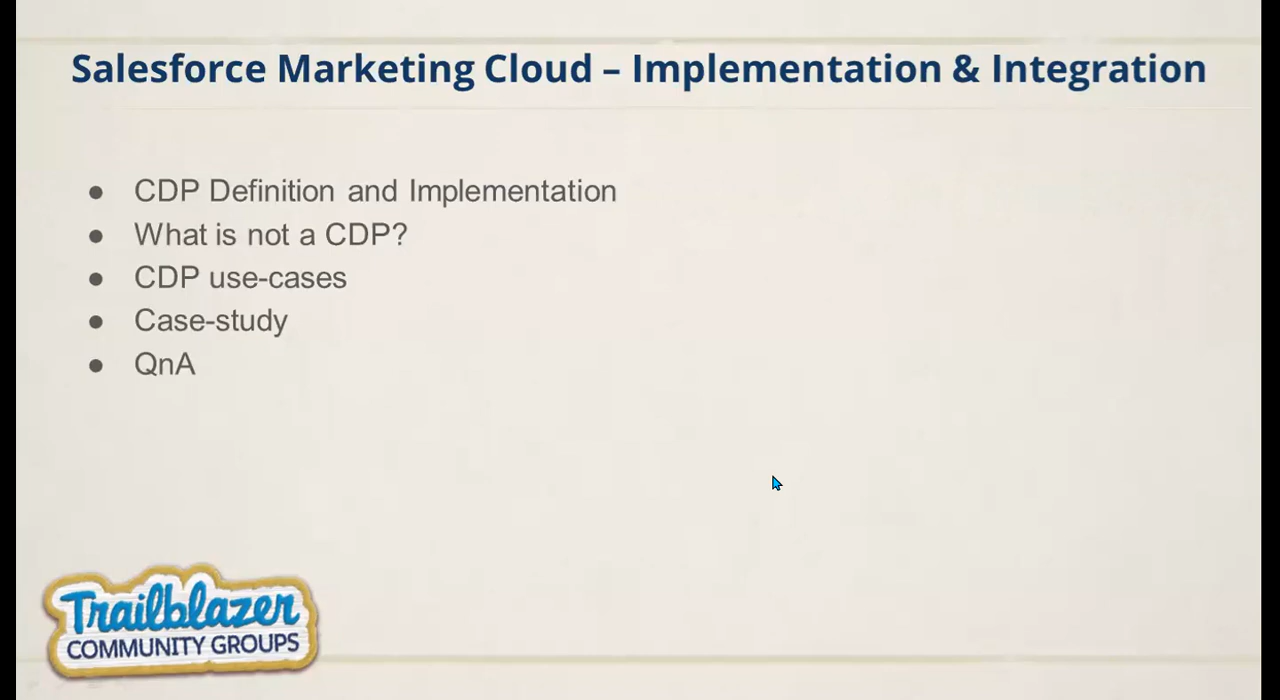 Salesforce Marketing Cloud – Implementation & Integration
● CDP Definition and Implementation
● What is not a CDP?
● CDP use-cases
● Case-study
● QnA
Trailblazer
COMMUNITY GROUPS